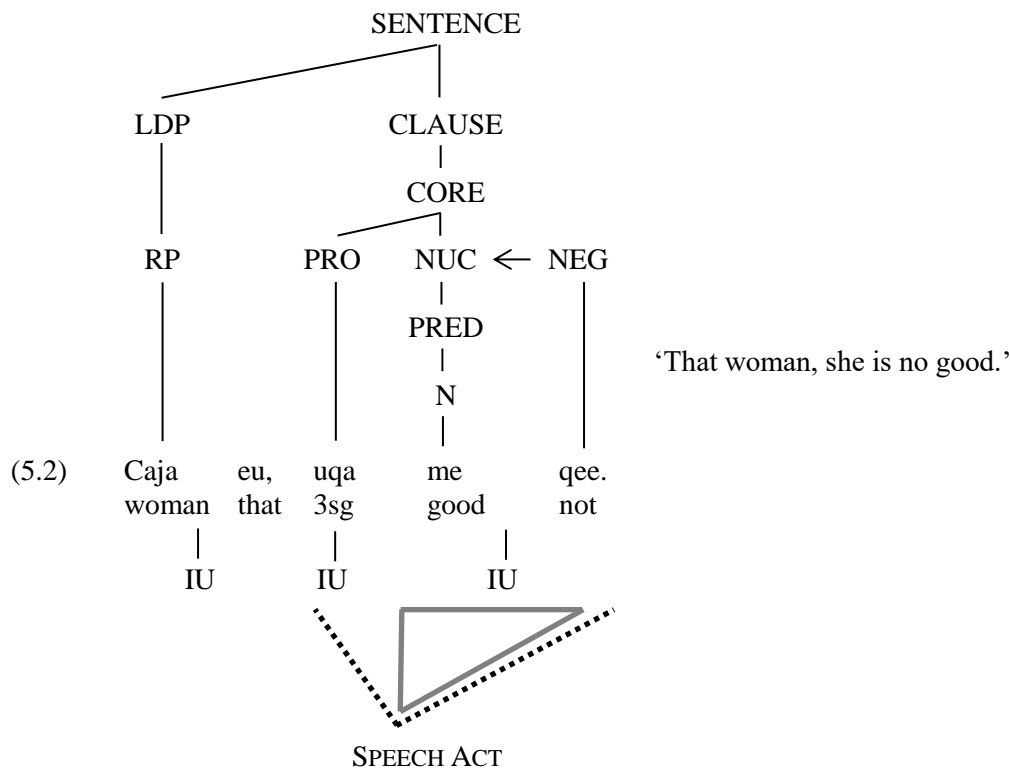 SENTENCE
LDP CLAUSE
CORE
RP PRO NUC NEG
PRED
‘That woman, she is no good.’
N
(5.2) Caja eu, uqa me qee.
woman that 3sg good not
IU IU IU
SPEECH ACT